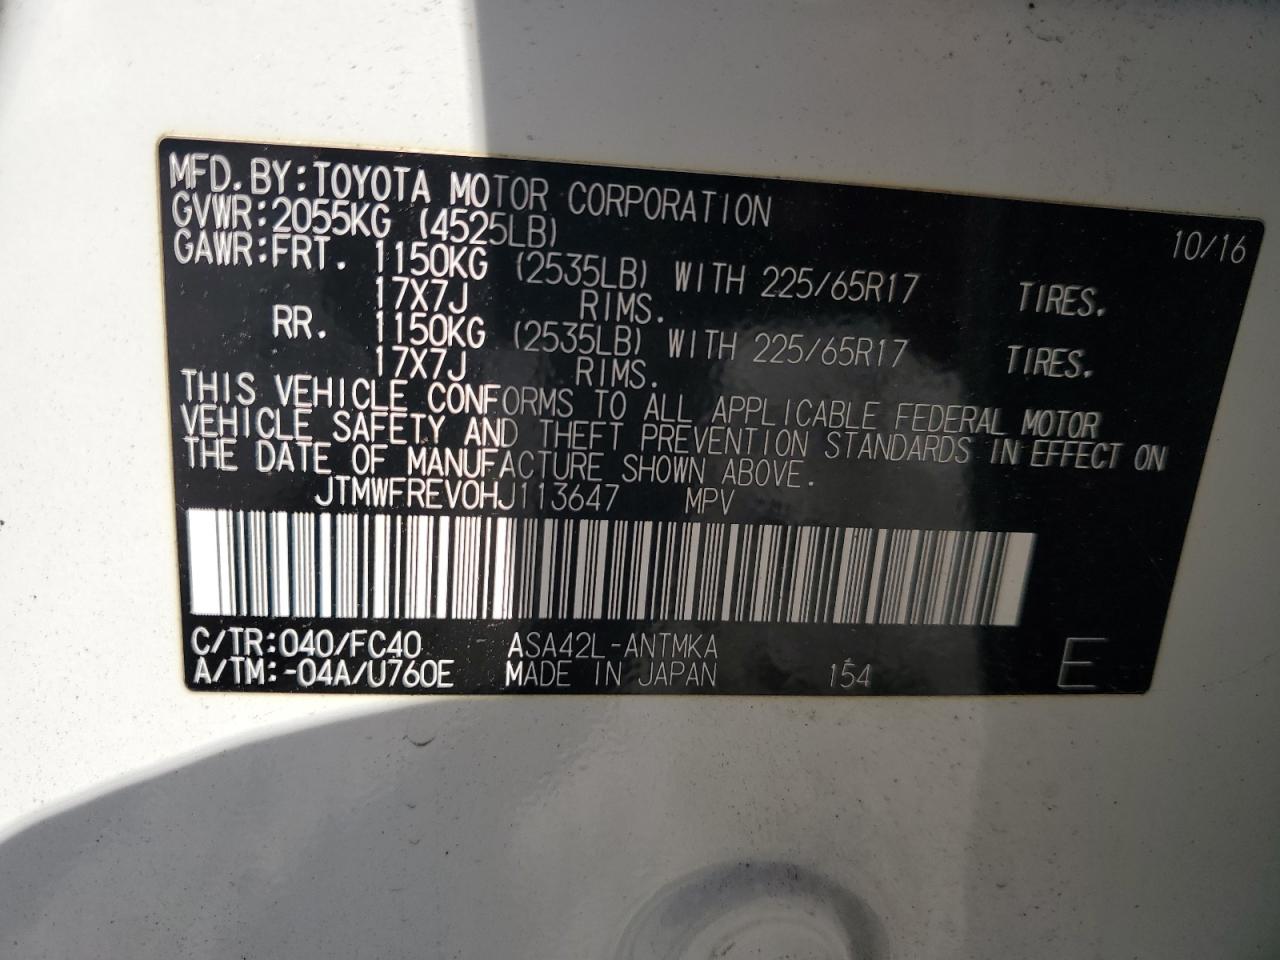 MFD.BY:TOYOTA MOTOR CORPORATION 10/16
GVWR:2055KG (4525LB)
GAWR:FRT. 1150KG (2535LB) WITH 225/65R17 TIRES.
17X7J RIMS.
RR. 1150KG (2535LB) WITH 225/65R17 TIRES.
17X7J RIMS.
THIS VEHICLE CONFORMS TO ALL APPLICABLE FEDERAL MOTOR
VEHICLE SAFETY AND THEFT PREVENTION STANDARDS IN EFFECT ON
THE DATE OF MANUFACTURE SHOWN ABOVE.
JTMWFREV0HJ113647 MPV
C/TR:040/FC40 ASA42L-ANTMKA
A/TM:-04A/U760E MADE IN JAPAN 154 E